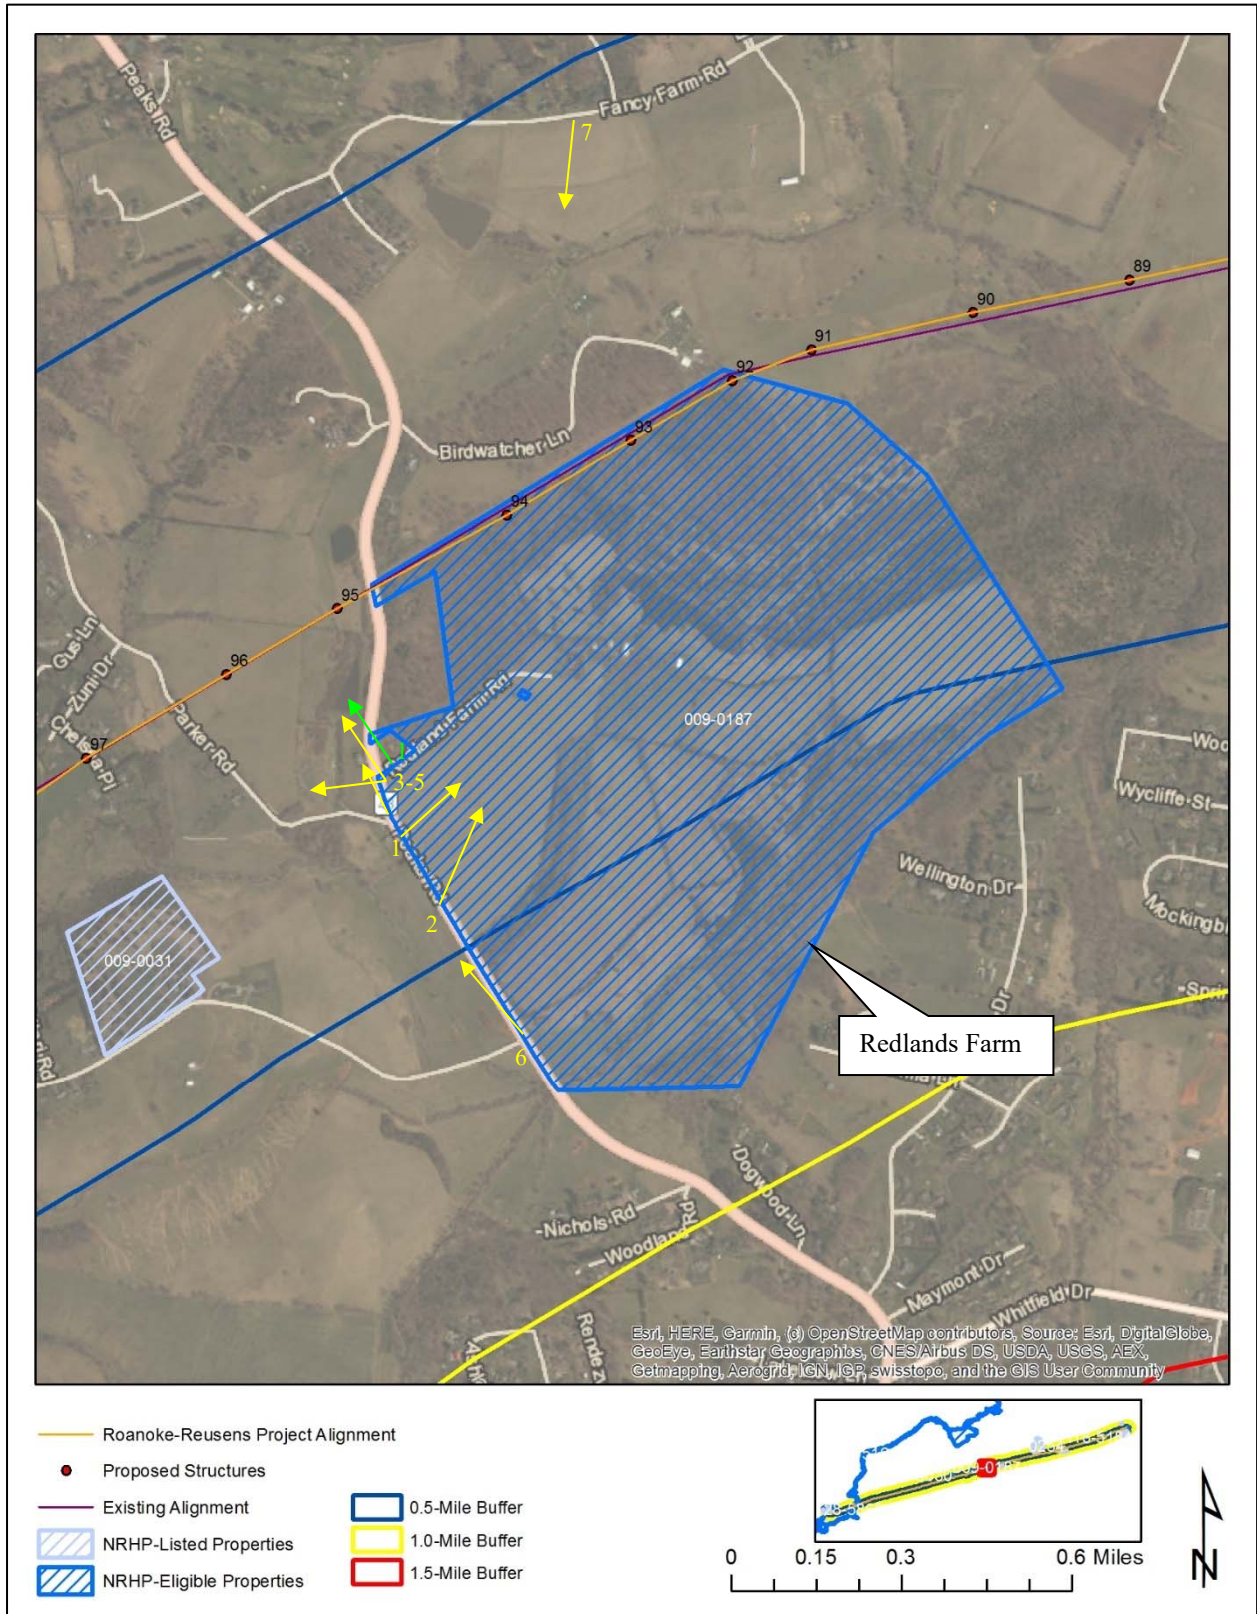 Peaks Rd
Fancy Farm Rd
7
89
90
91
92
93
Birdwatcher Ln
94
95
Gus Ln
Zuni Dr
96
Chelsea Pl
Parker Rd
97
009-0187
1
3-5
1
2
6
Wycliffe St
Wellington Dr
009-0031
Redlands Farm
Dogwood Ln
Nichols Rd
Woodland Rd
Maymont Dr
Whitfield Dr
Esri, HERE, Garmin, (c) OpenStreetMap contributors, Source: Esri, DigitalGlobe,
GeoEye, Earthstar Geographics, CNES/Airbus DS, USDA, USGS, AEX,
Getmapping, Aerogrid, IGN, IGP, swisstopo, and the GIS User Community
Roanoke-Reusens Project Alignment
Proposed Structures
Existing Alignment
NRHP-Listed Properties
NRHP-Eligible Properties
0.5-Mile Buffer
1.0-Mile Buffer
1.5-Mile Buffer
0 0.15 0.3 0.6 Miles
N